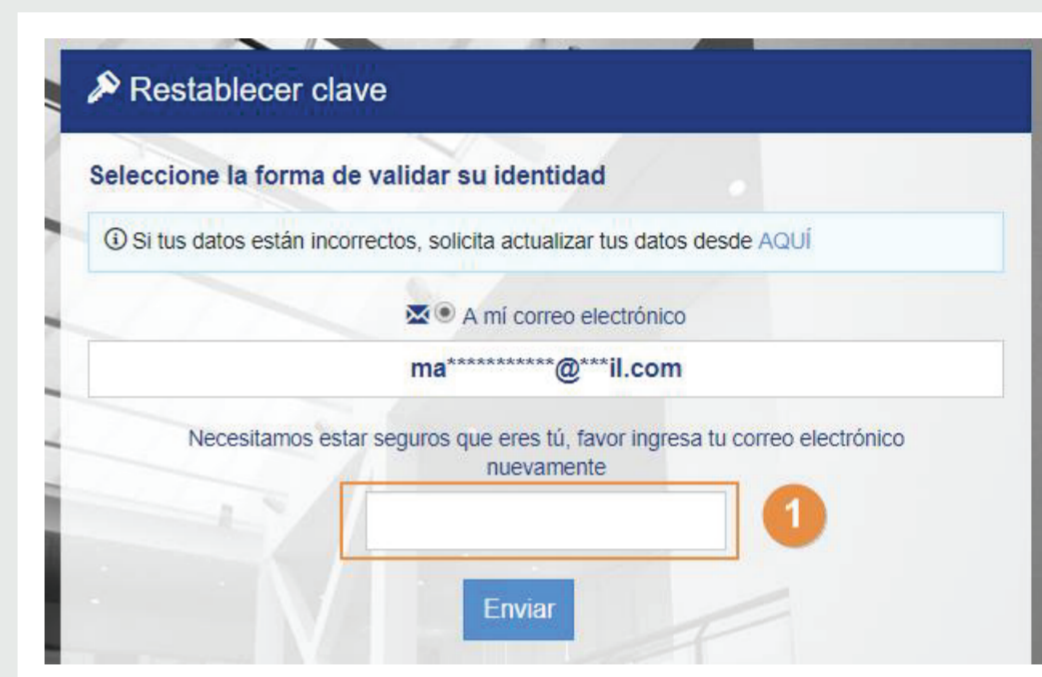 Restablecer clave
Seleccione la forma de validar su identidad
Si tus datos están incorrectos, solicita actualizar tus datos desde AQUÍ
A mí correo electrónico
ma***********@***il.com
Necesitamos estar seguros que eres tú, favor ingresa tu correo electrónico
nuevamente
1
Enviar